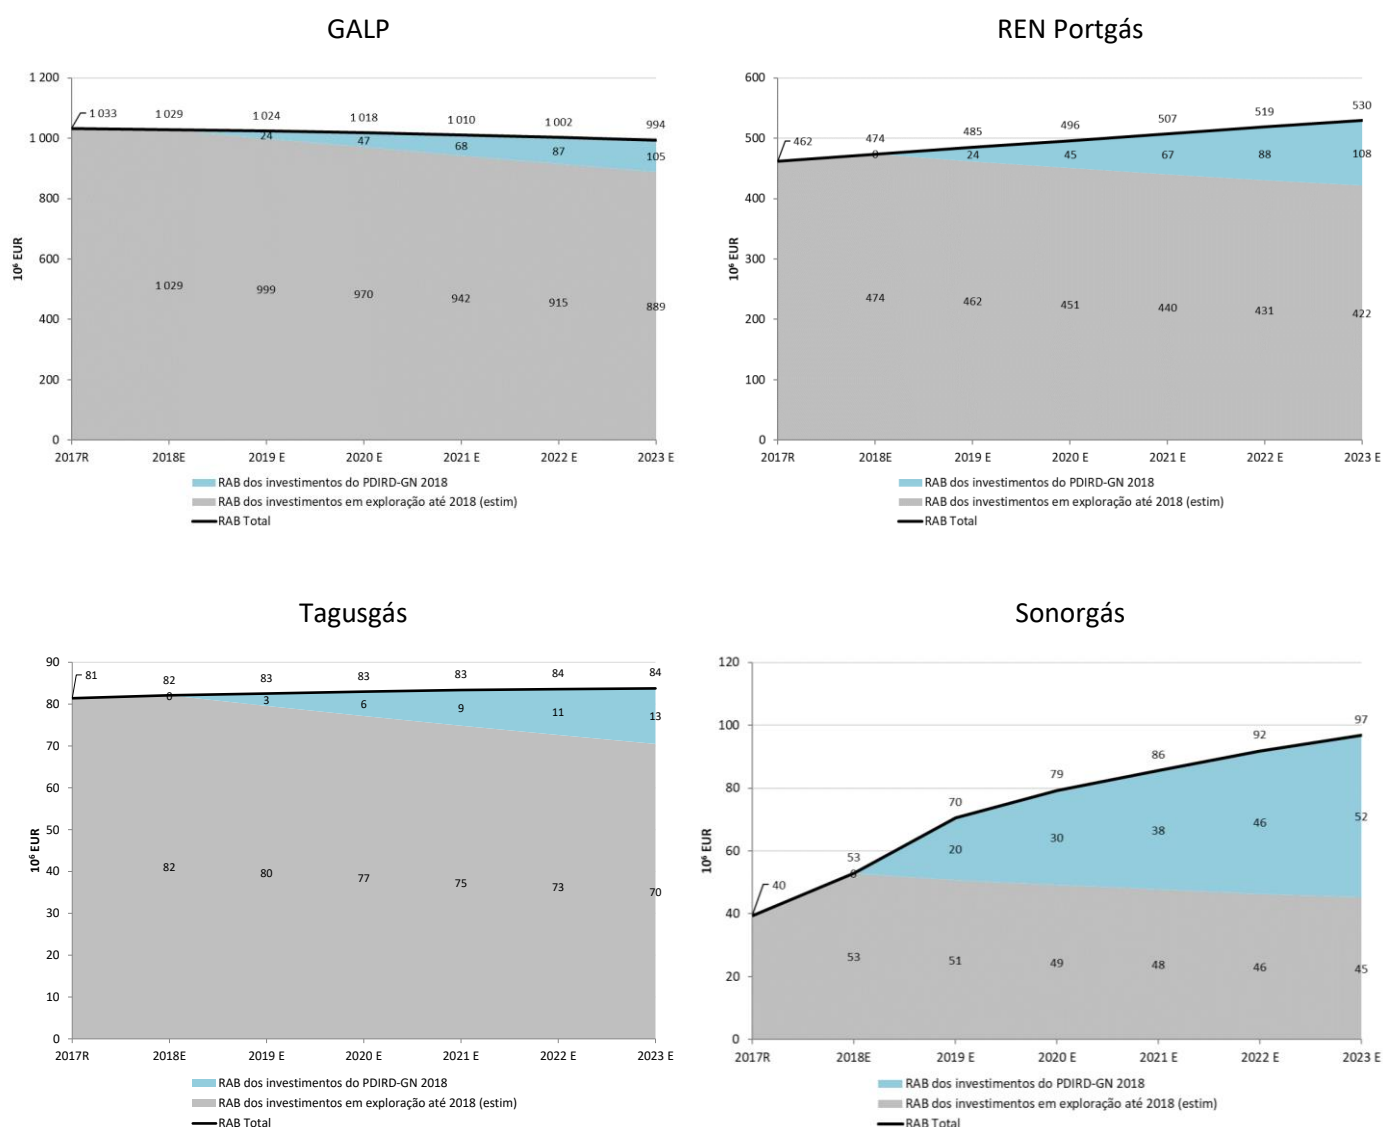 GALP
1 200
1 000
800
600
400
200
0
10⁶ EUR
1 033
1 029
1 024
1 018
1 010
1 002
994
24
47
68
87
105
1 029
999
970
942
915
889
2017R
2018E
2019 E
2020 E
2021 E
2022 E
2023 E
RAB dos investimentos do PDIRD-GN 2018
RAB dos investimentos em exploração até 2018 (estim)
RAB Total
REN Portgás
600
500
400
300
200
100
0
10⁶ EUR
462
474
485
496
507
519
530
0
24
45
67
88
108
474
462
451
440
431
422
2017R
2018E
2019 E
2020 E
2021 E
2022 E
2023 E
RAB dos investimentos do PDIRD-GN 2018
RAB dos investimentos em exploração até 2018 (estim)
RAB Total
Tagusgás
90
80
70
60
50
40
30
20
10
0
10⁶ EUR
81
82
83
83
83
84
84
0
3
6
9
11
13
82
80
77
75
73
70
2017R
2018E
2019 E
2020 E
2021 E
2022 E
2023 E
RAB dos investimentos do PDIRD-GN 2018
RAB dos investimentos em exploração até 2018 (estim)
RAB Total
Sonorgás
120
100
80
60
40
20
0
10⁶ EUR
40
53
70
79
86
92
97
0
20
30
38
46
52
53
51
49
48
46
45
2017R
2018E
2019 E
2020 E
2021 E
2022 E
2023 E
RAB dos investimentos do PDIRD-GN 2018
RAB dos investimentos em exploração até 2018 (estim)
RAB Total